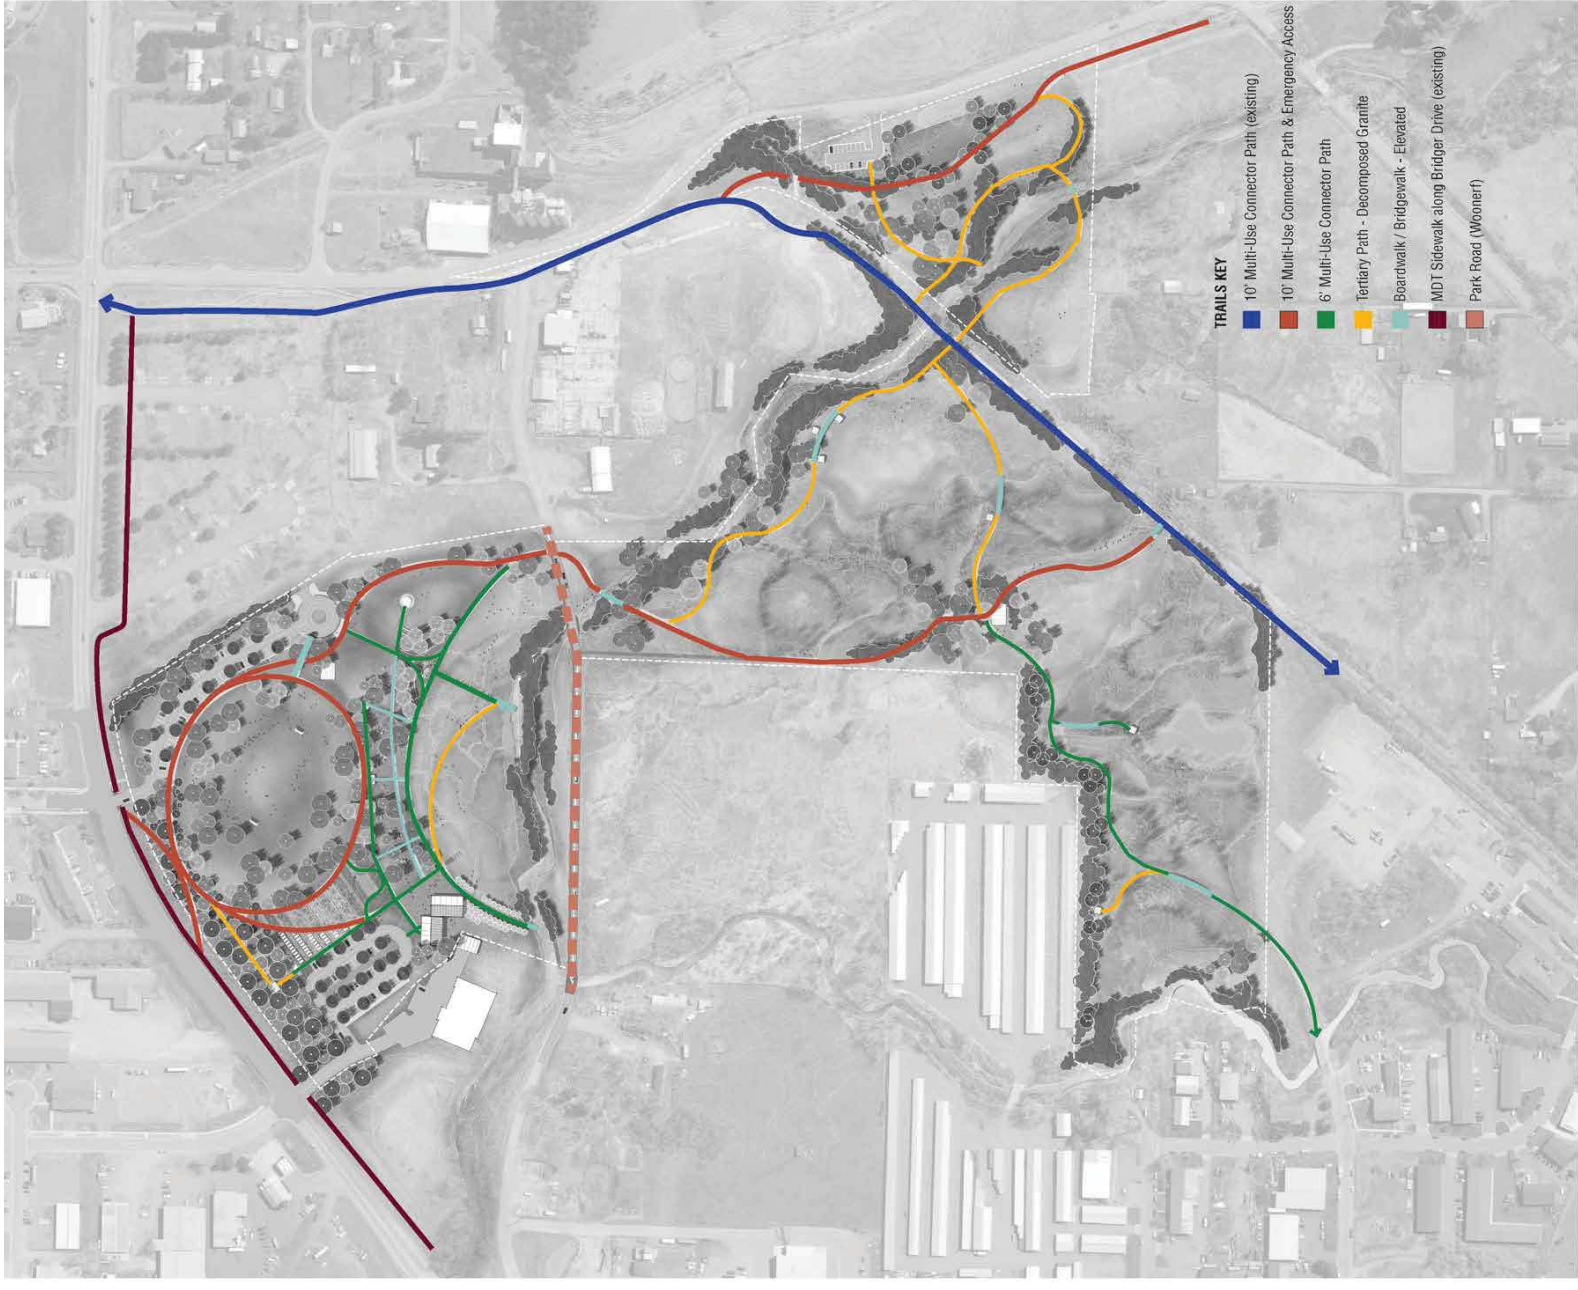 TRAILS KEY
10' Multi-Use Connector Path (existing)
10' Multi-Use Connector Path & Emergency Access
6' Multi-Use Connector Path
Tertiary Path - Decomposed Granite
Boardwalk / Bridgewalk - Elevated
MDT Sidewalk along Bridger Drive (existing)
Park Road (Woonerf)